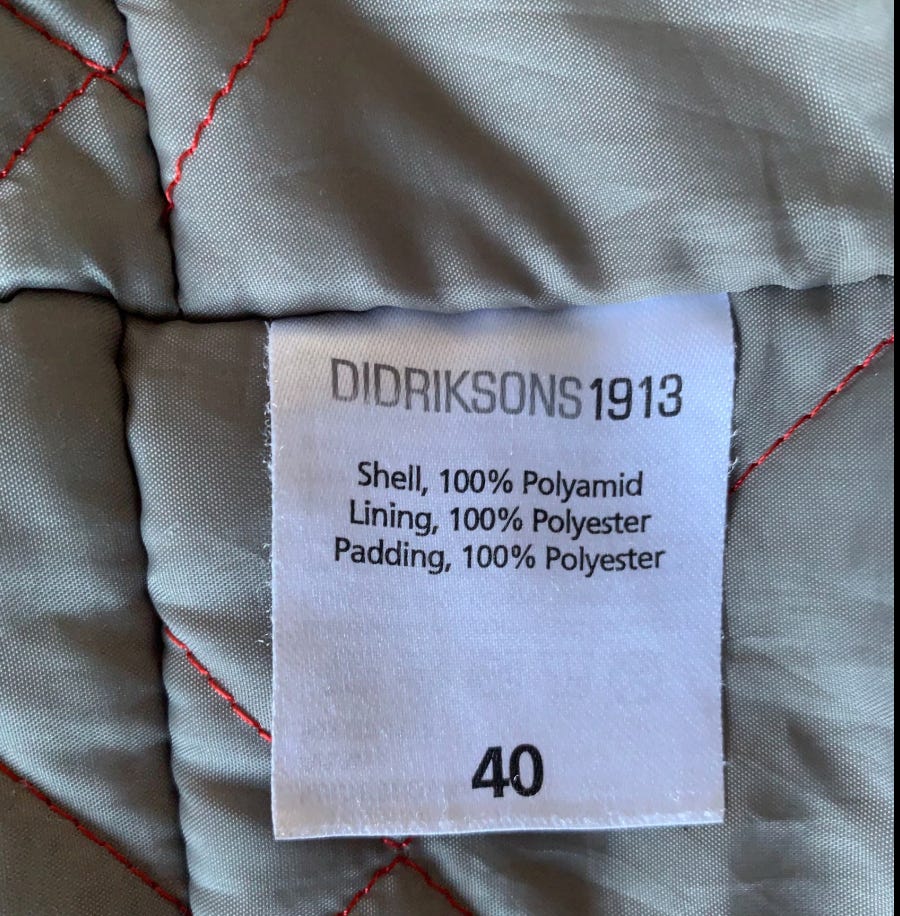 DIDRIKSONS1913
Shell, 100% Polyamid
Lining, 100% Polyester
Padding, 100% Polyester
40